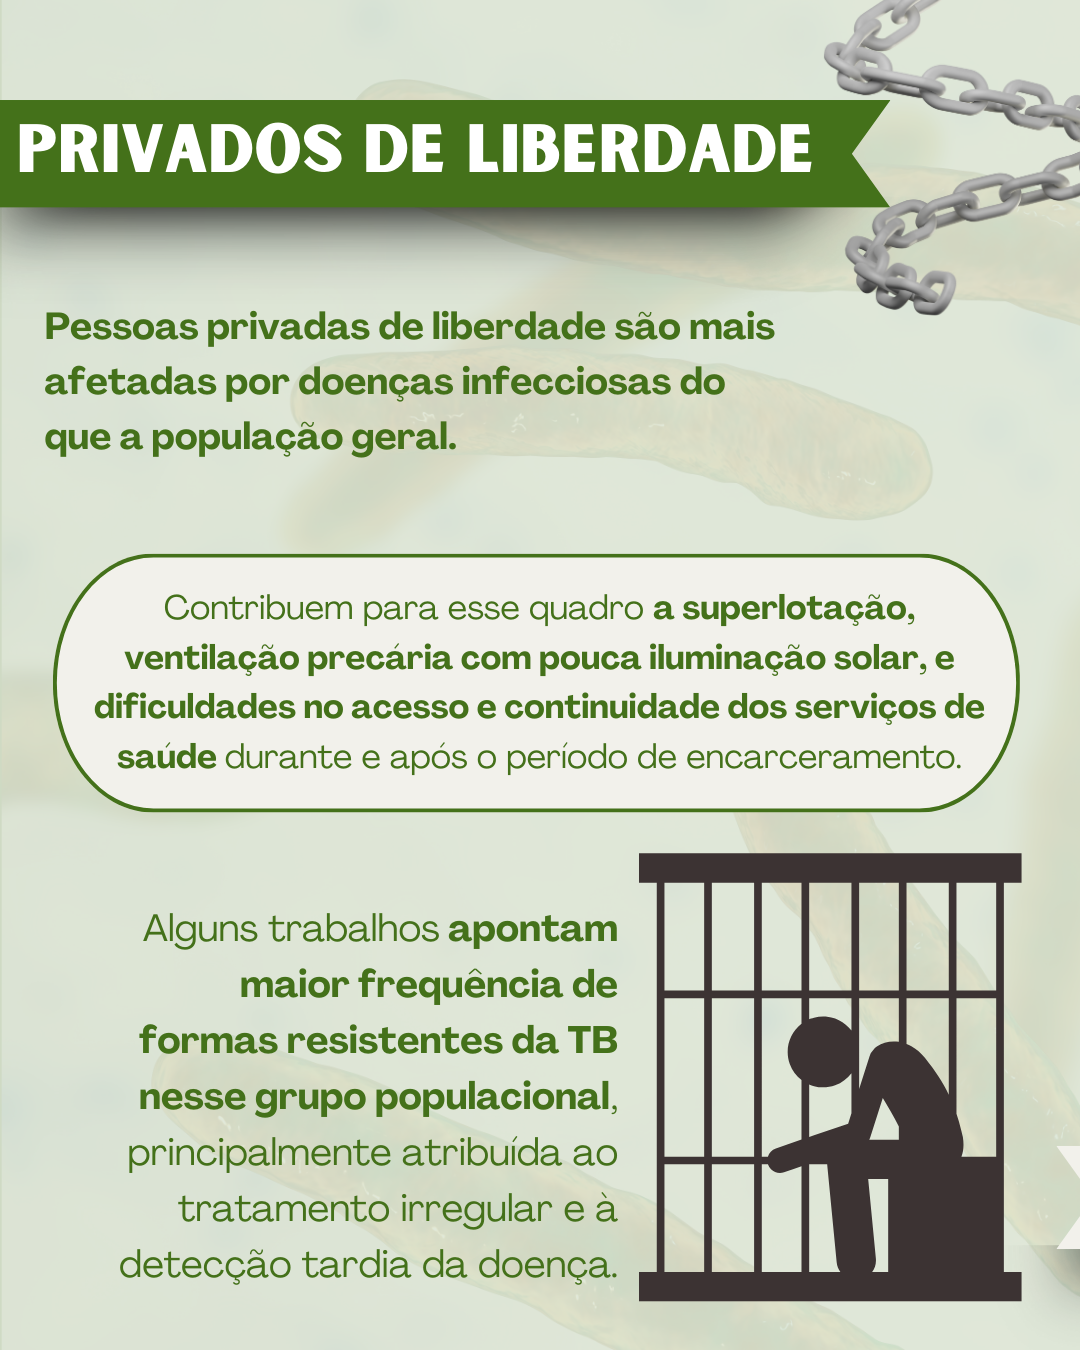 PRIVADOS DE LIBERDADE
Pessoas privadas de liberdade são mais
afetadas por doenças infecciosas do
que a população geral.
Contribuem para esse quadro a superlotação,
ventilação precária com pouca iluminação solar, e
dificuldades no acesso e continuidade dos serviços de
saúde durante e após o período de encarceramento.
Alguns trabalhos apontam
maior frequência de
formas resistentes da TB
nesse grupo populacional,
principalmente atribuída ao
tratamento irregular e à
detecção tardia da doença.